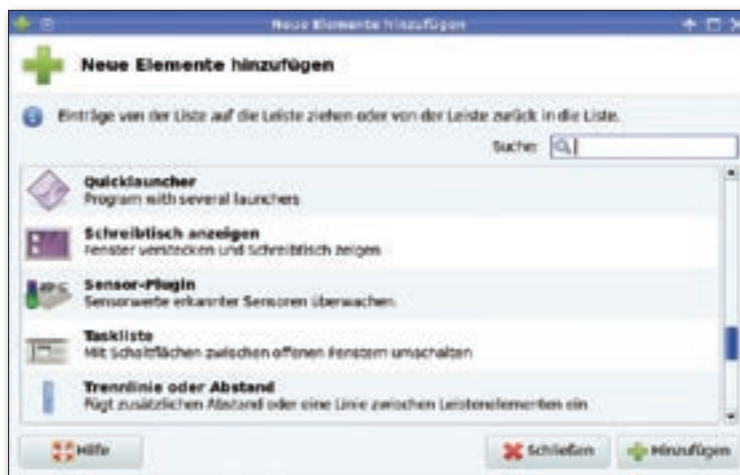 Neue Elemente hinzufügen
Neue Elemente hinzufügen
Einträge von der Liste auf die Leiste ziehen oder von der Leiste zurück in die Liste.
Suche:
Quicklauncher
Program with several launchers
Schreibtisch anzeigen
Fenster verstecken und Schreibtisch zeigen
Sensor-Plugin
Sensorwerte erkannter Sensoren überwachen
Taskliste
Mit Schaltflächen zwischen offenen Fenstern umschalten
Trennlinie oder Abstand
Fügt zusätzlichen Abstand oder eine Linie zwischen Leistenelementen ein
Hilfe
Schließen
Hinzufügen